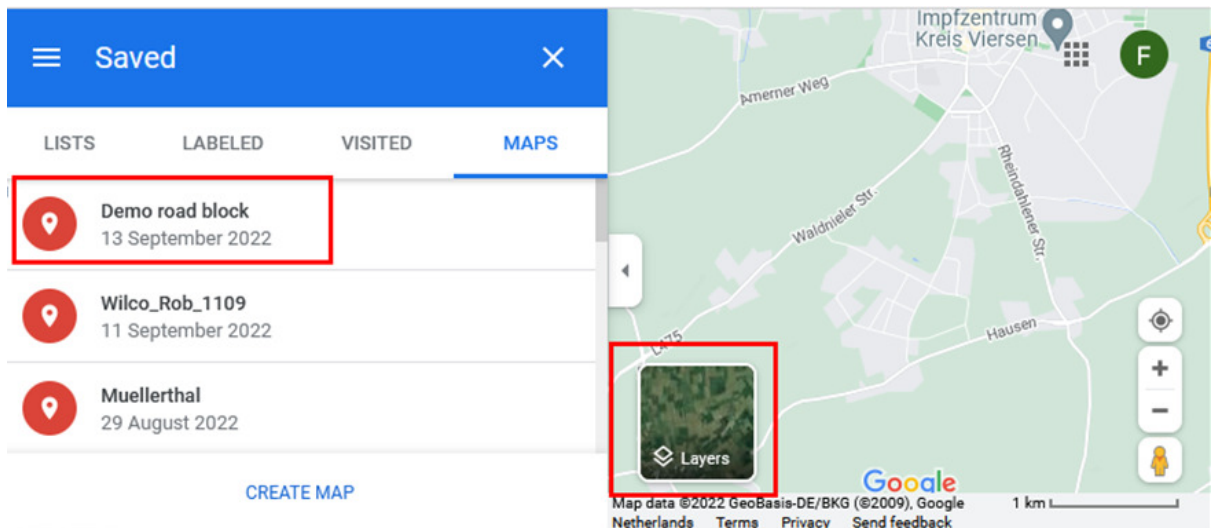 Saved
LISTS LABELED VISITED MAPS
Demo road block
13 September 2022
Wilco_Rob_1109
11 September 2022
Muellerthal
29 August 2022
CREATE MAP
Impfzentrum
Kreis Viersen
F
Amerner Weg
Rheindahlener Str.
Waldnieler Str.
Hausen
L475
Layers
Google
Map data ©2022 GeoBasis-DE/BKG (©2009), Google 1 km
Netherlands Terms Privacy Send feedback